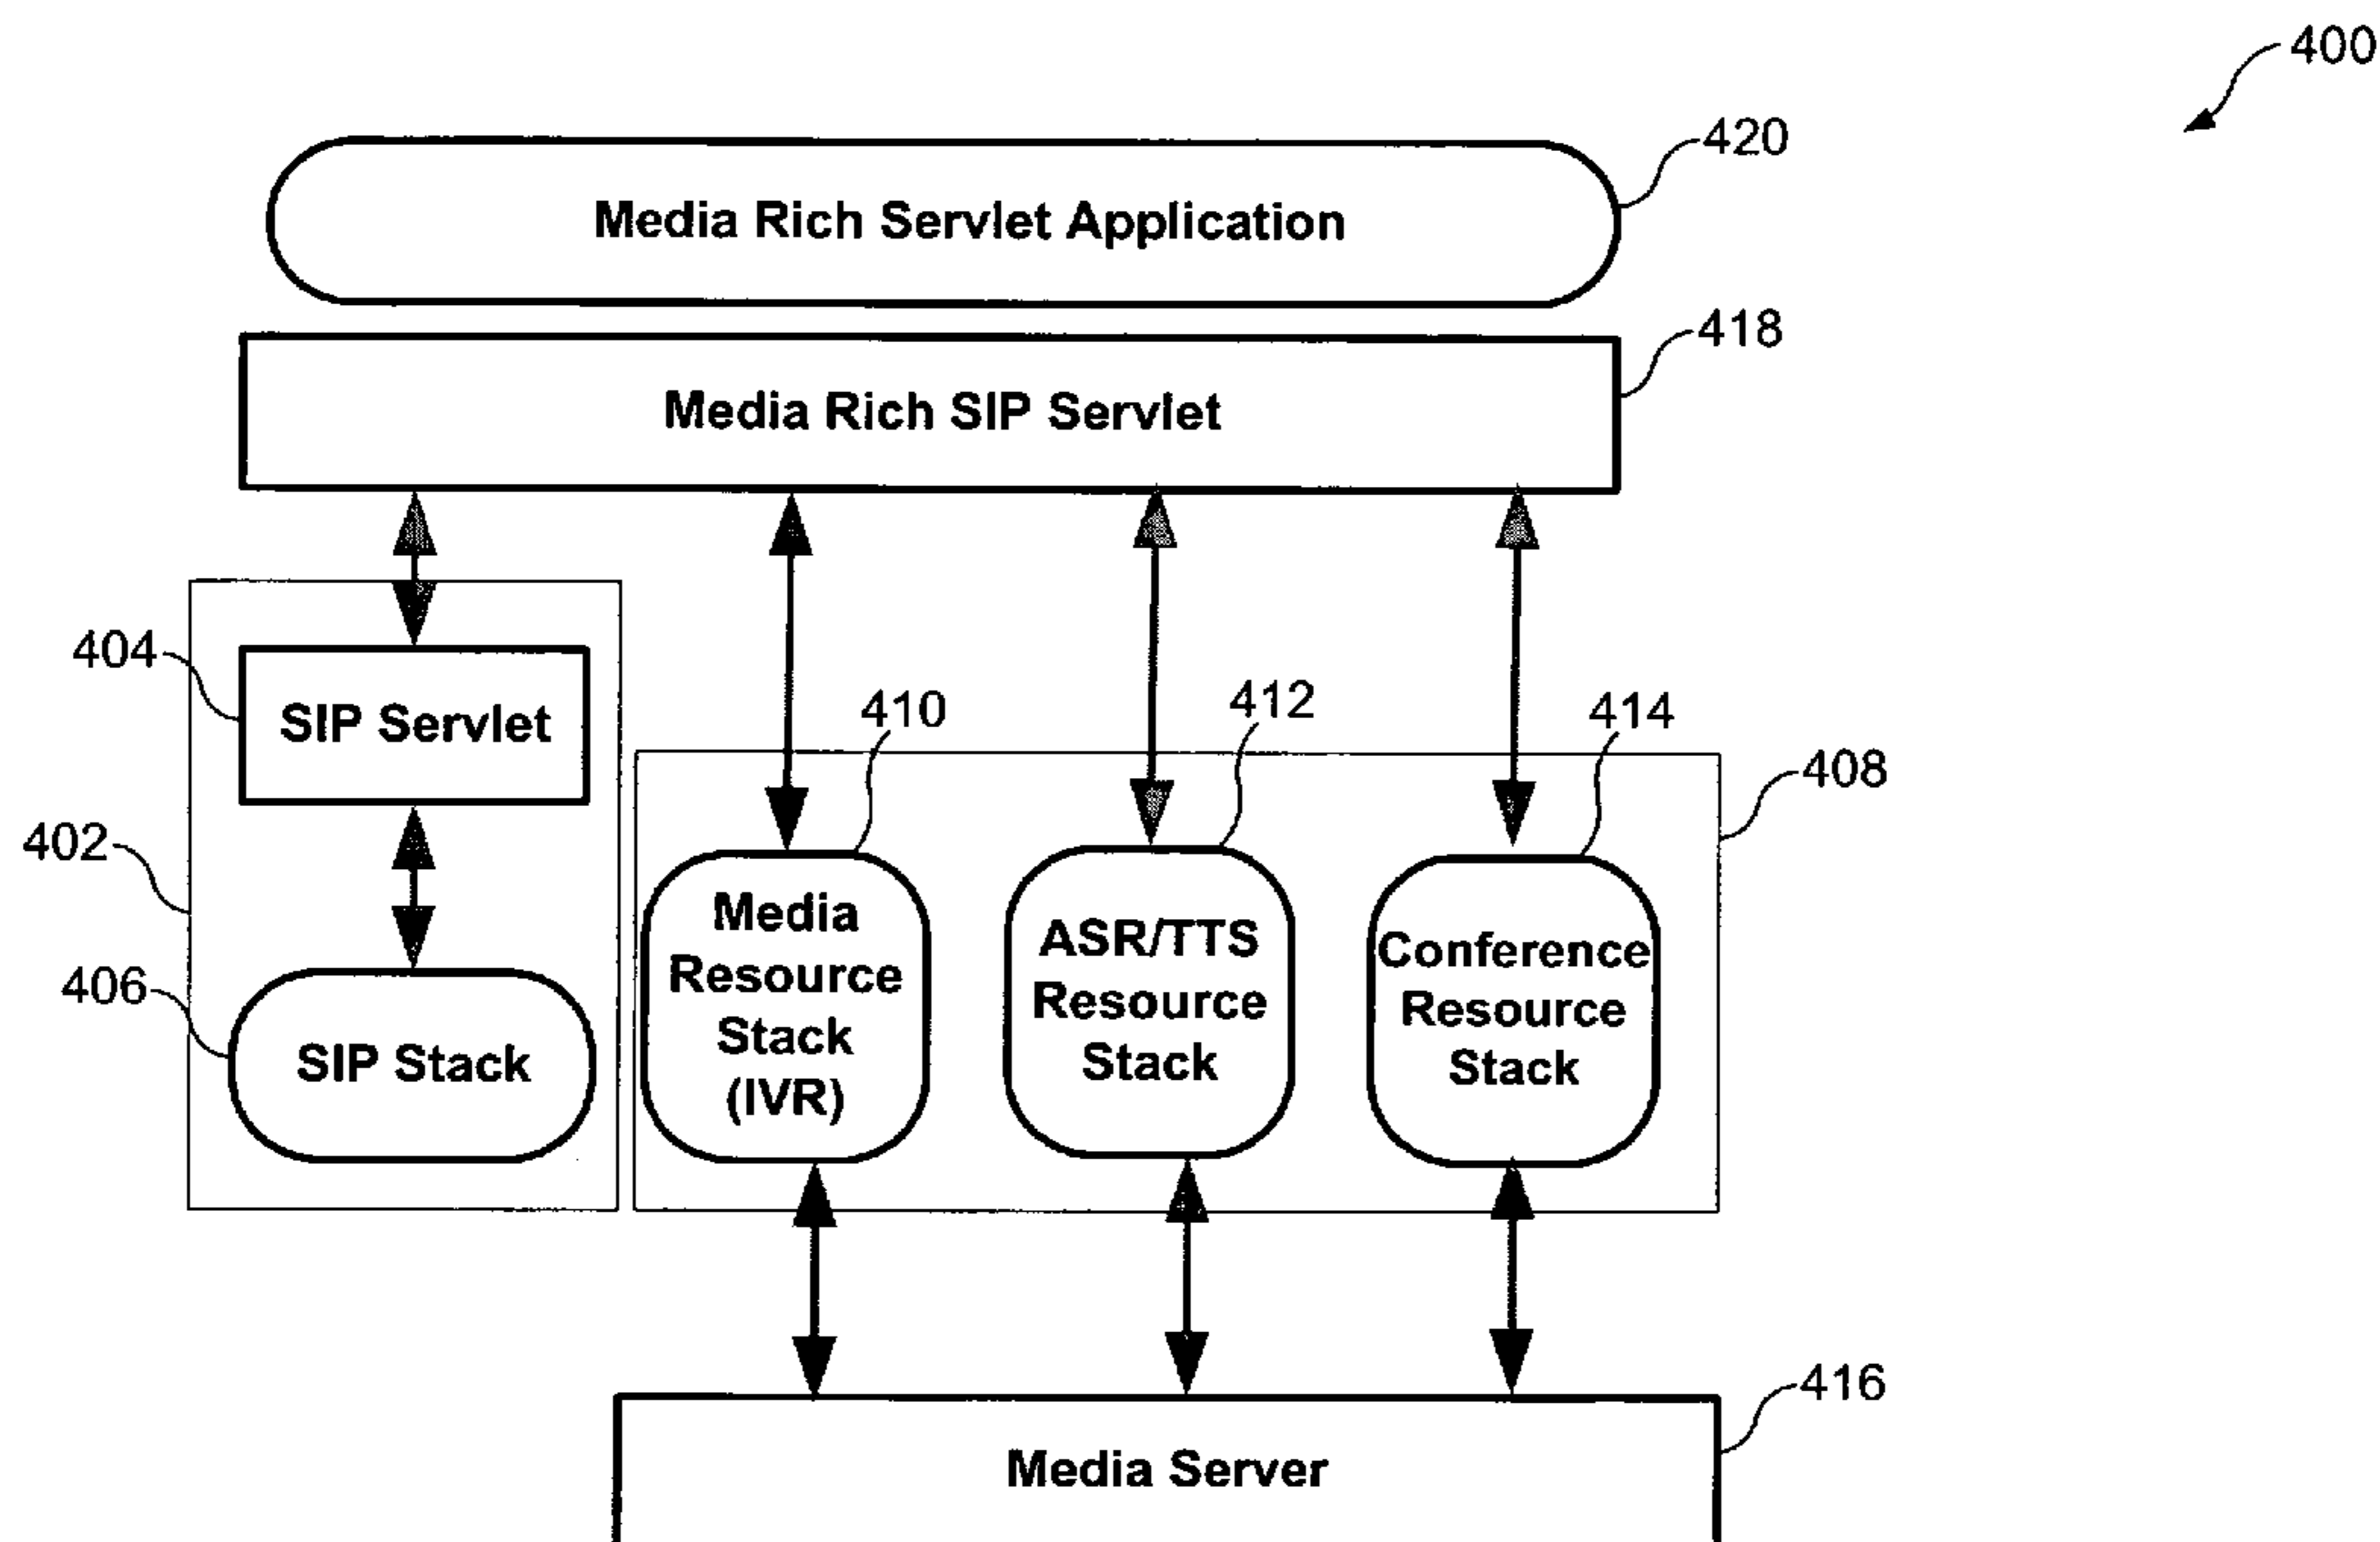 400
420
Media Rich Servlet Application
418
Media Rich SIP Servlet
404
SIP Servlet
410
412
414
408
402
406
SIP Stack
Media
Resource
Stack
(IVR)
ASR/TTS
Resource
Stack
Conference
Resource
Stack
416
Media Server